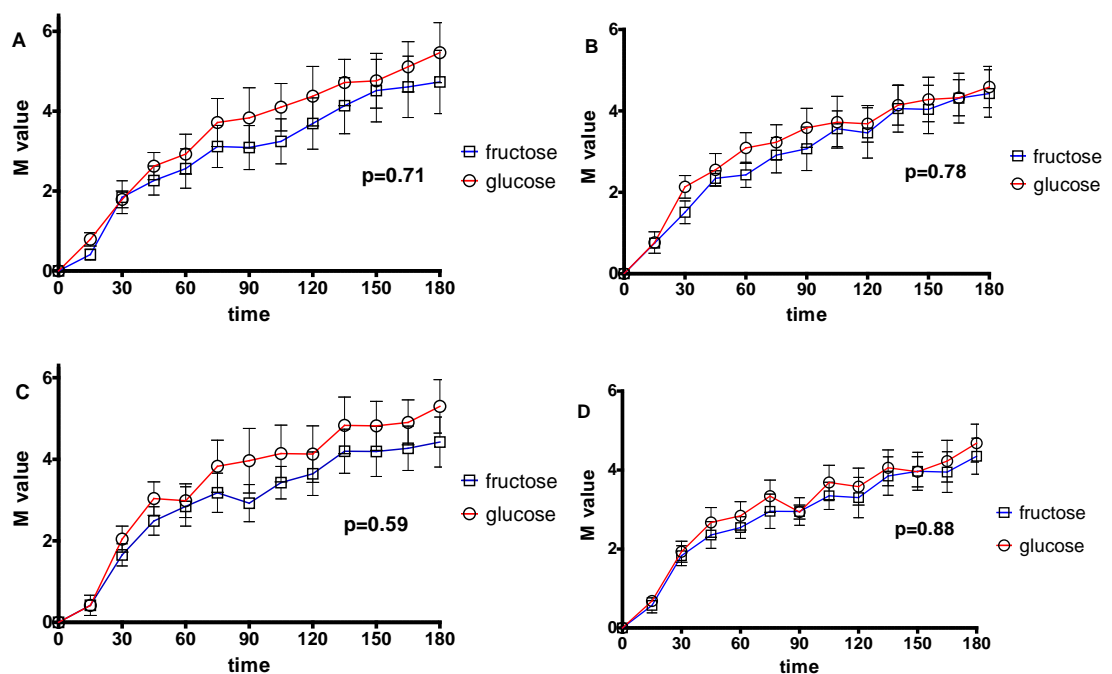 A
M value
6
4
2
0
0 30 60 90 120 150 180
time
p=0.71
fructose
glucose
B
M value
6
4
2
0
0 30 60 90 120 150 180
time
p=0.78
fructose
glucose
C
M value
6
4
2
0
0 30 60 90 120 150 180
time
p=0.59
fructose
glucose
D
M value
6
4
2
0
0 30 60 90 120 150 180
time
p=0.88
fructose
glucose